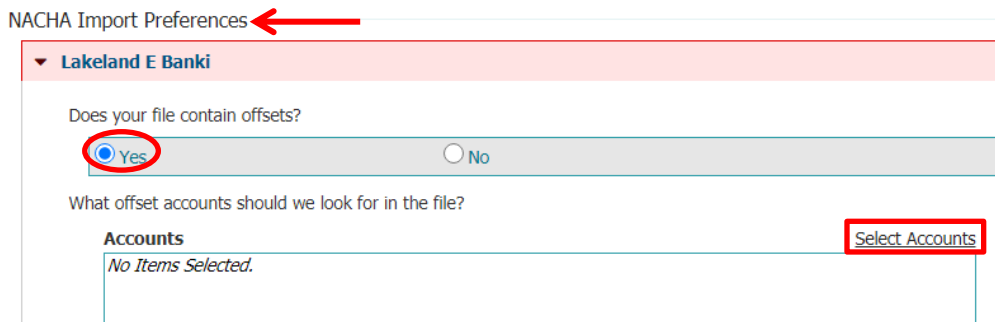 NACHA Import Preferences
Lakeland E Banki
Does your file contain offsets?
Yes No
What offset accounts should we look for in the file?
Accounts Select Accounts
No Items Selected.